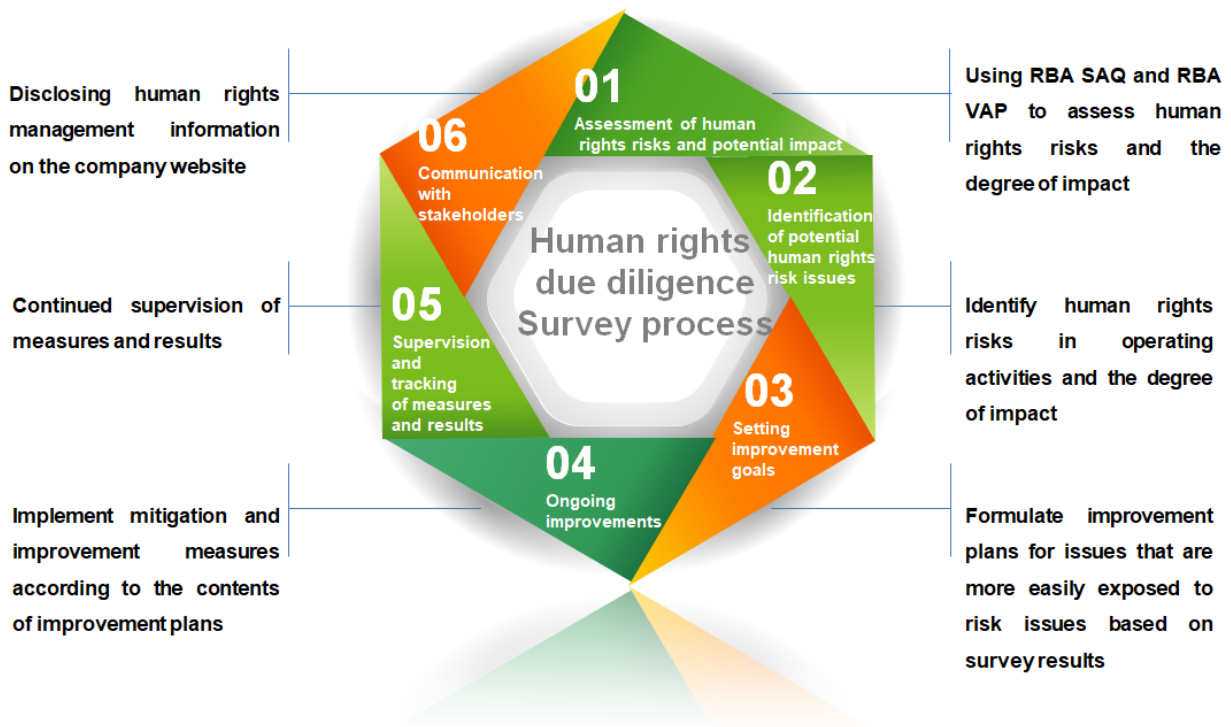 Human rights
due diligence
Survey process
01
Assessment of human
rights risks and potential impact
Using RBA SAQ and RBA
VAP to assess human
rights risks and the
degree of impact
02
Identification
of potential
human rights
risk issues
Identify human rights
risks in operating
activities and the degree
of impact
03
Setting
improvement
goals
Formulate improvement
plans for issues that are
more easily exposed to
risk issues based on
survey results
04
Ongoing
improvements
Implement mitigation and
improvement measures
according to the contents
of improvement plans
05
Supervision
and
tracking
of measures
and results
Continued supervision of
measures and results
06
Communication
with
stakeholders
Disclosing human rights
management information
on the company website